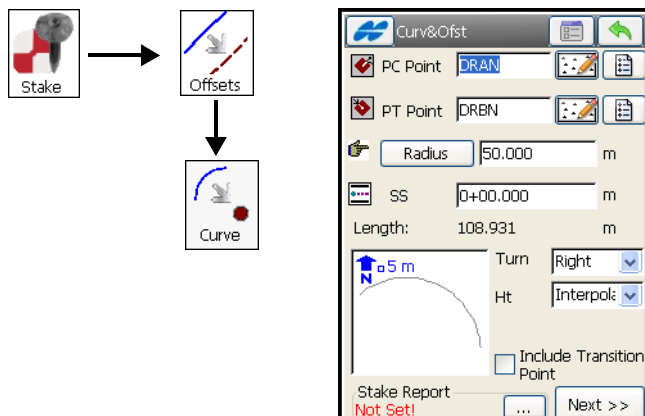 Stake
Offsets
Curve
Curv&Ofst
PC Point DRAN
PT Point DRBN
Radius 50.000 m
SS 0+00.000 m
Length: 108.931 m
5 m
N
Turn Right
Ht Interpola
Include Transition
Point
Stake Report
Not Set!
... Next >>